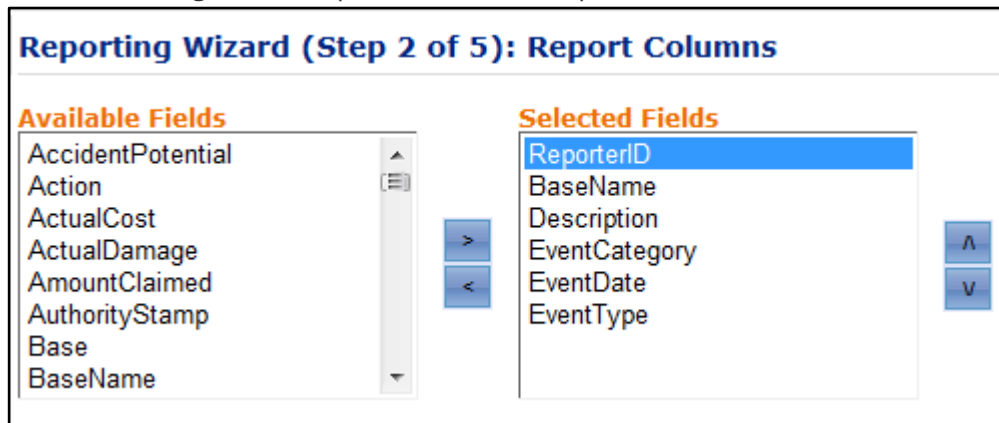 Reporting Wizard (Step 2 of 5): Report Columns
Available Fields
AccidentPotential
Action
ActualCost
ActualDamage
AmountClaimed
AuthorityStamp
Base
BaseName
>
<
Selected Fields
ReporterID
BaseName
Description
EventCategory
EventDate
EventType
∧
∨